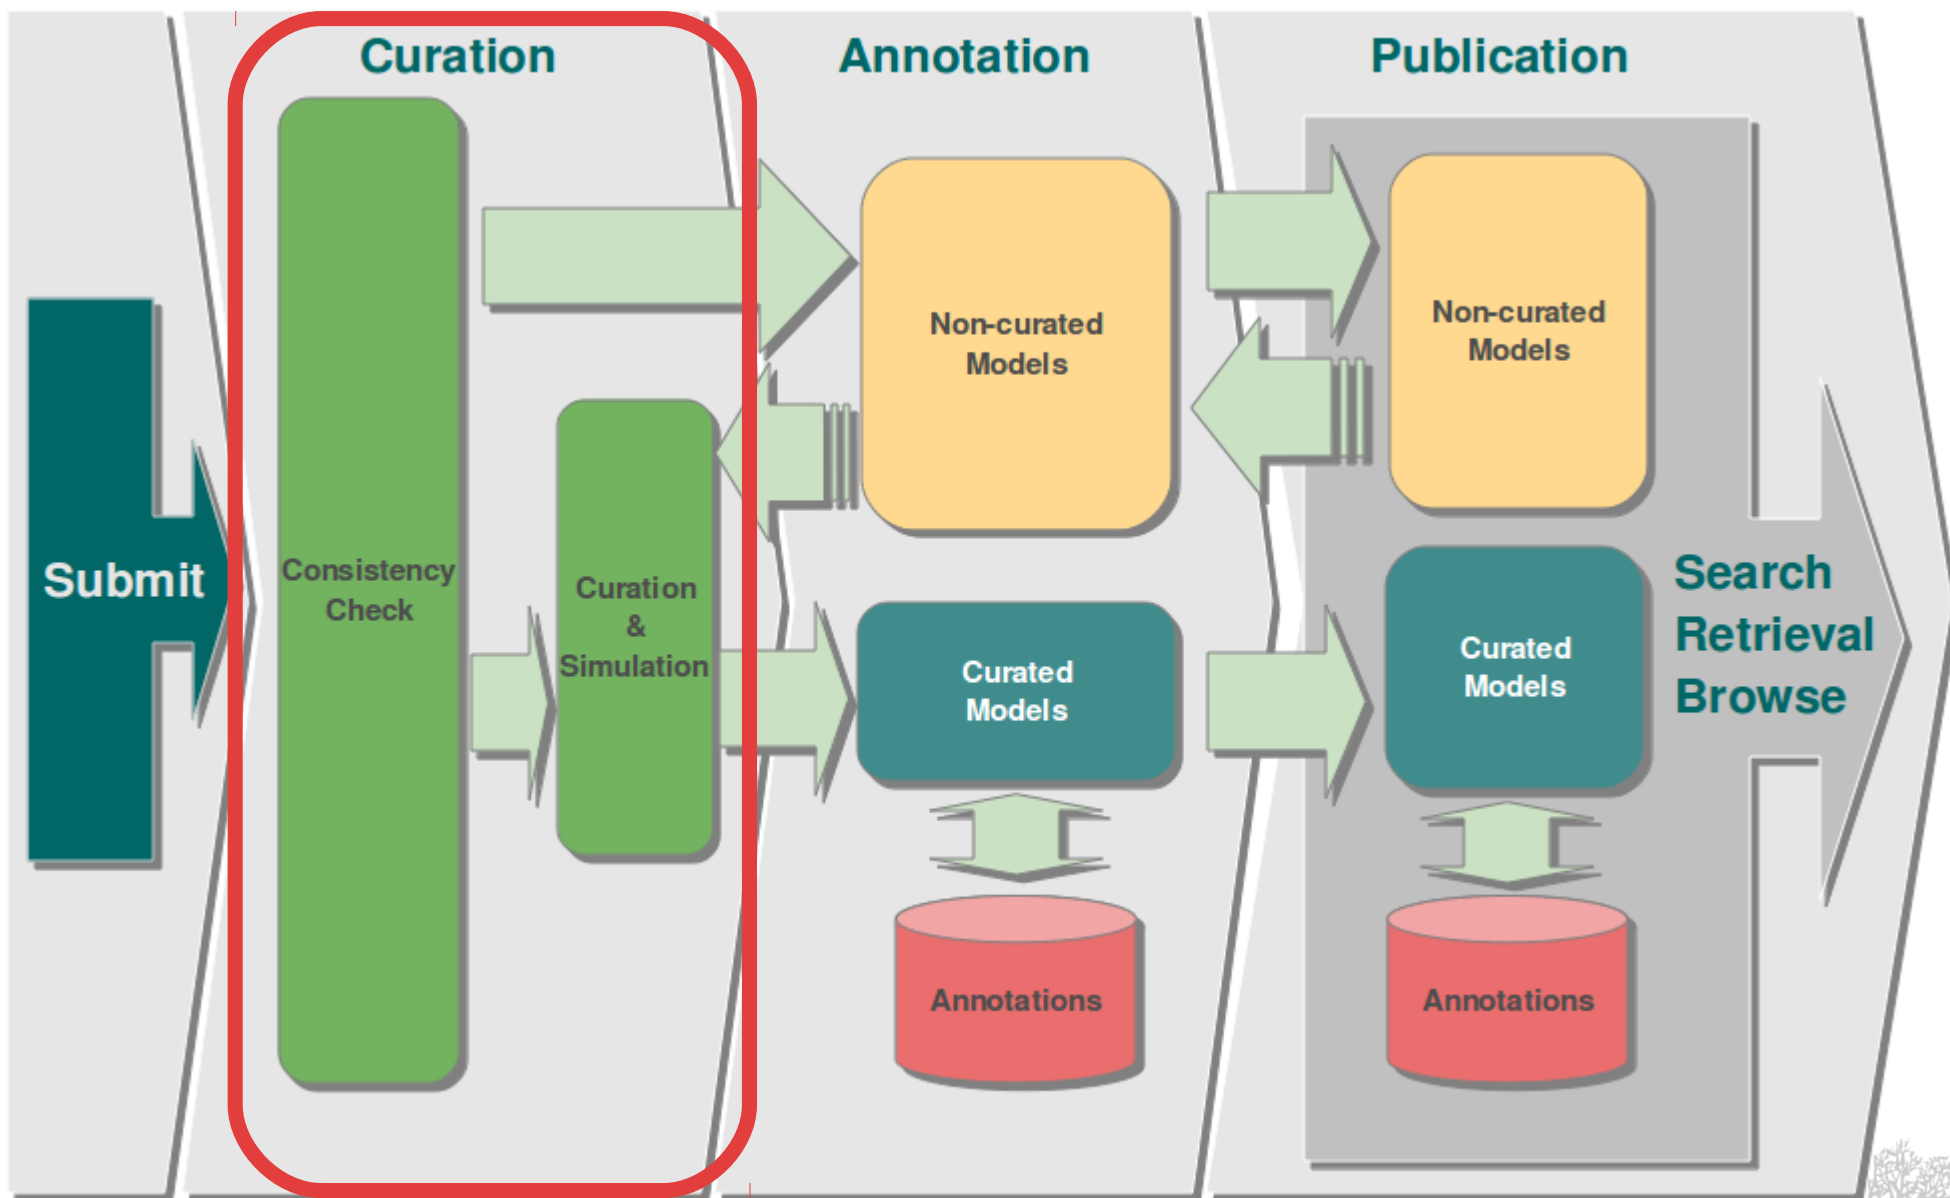 Curation
Annotation
Publication
Submit
Consistency
Check
Curation
&
Simulation
Non-curated
Models
Curated
Models
Annotations
Non-curated
Models
Curated
Models
Annotations
Search
Retrieval
Browse